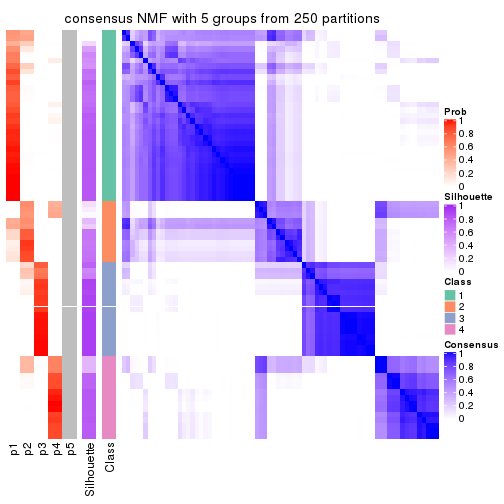 consensus NMF with 5 groups from 250 partitions
Prob
1
0.8
0.6
0.4
0.2
0
Silhouette
1
0.8
0.6
0.4
0.2
0
Class
1
2
3
4
Consensus
1
0.8
0.6
0.4
0.2
0
p1
p2
p3
p4
p5
Silhouette
Class